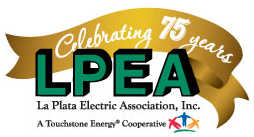 Celebrating 75 years
LPEA
La Plata Electric Association, Inc.
A Touchstone Energy® Cooperative